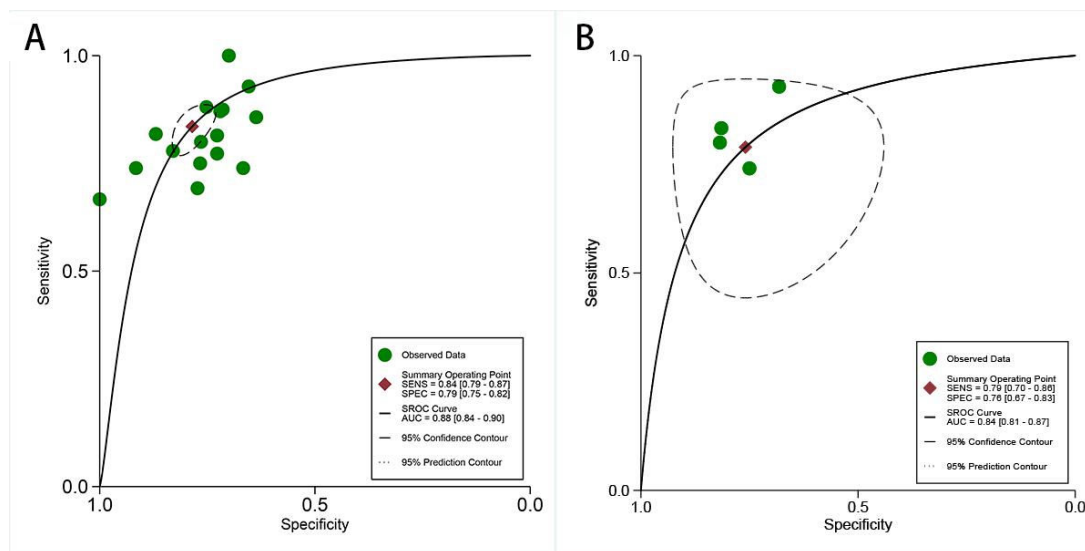 A
1.0
0.5
0.0
Sensitivity
1.0
0.5
0.0
Specificity
Observed Data
Summary Operating Point
SENS = 0.84 [0.79 - 0.87]
SPEC = 0.79 [0.75 - 0.82]
SROC Curve
AUC = 0.88 [0.84 - 0.90]
95% Confidence Contour
95% Prediction Contour
B
1.0
0.5
0.0
Sensitivity
1.0
0.5
0.0
Specificity
Observed Data
Summary Operating Point
SENS = 0.79 [0.70 - 0.86]
SPEC = 0.76 [0.67 - 0.83]
SROC Curve
AUC = 0.84 [0.81 - 0.87]
95% Confidence Contour
95% Prediction Contour